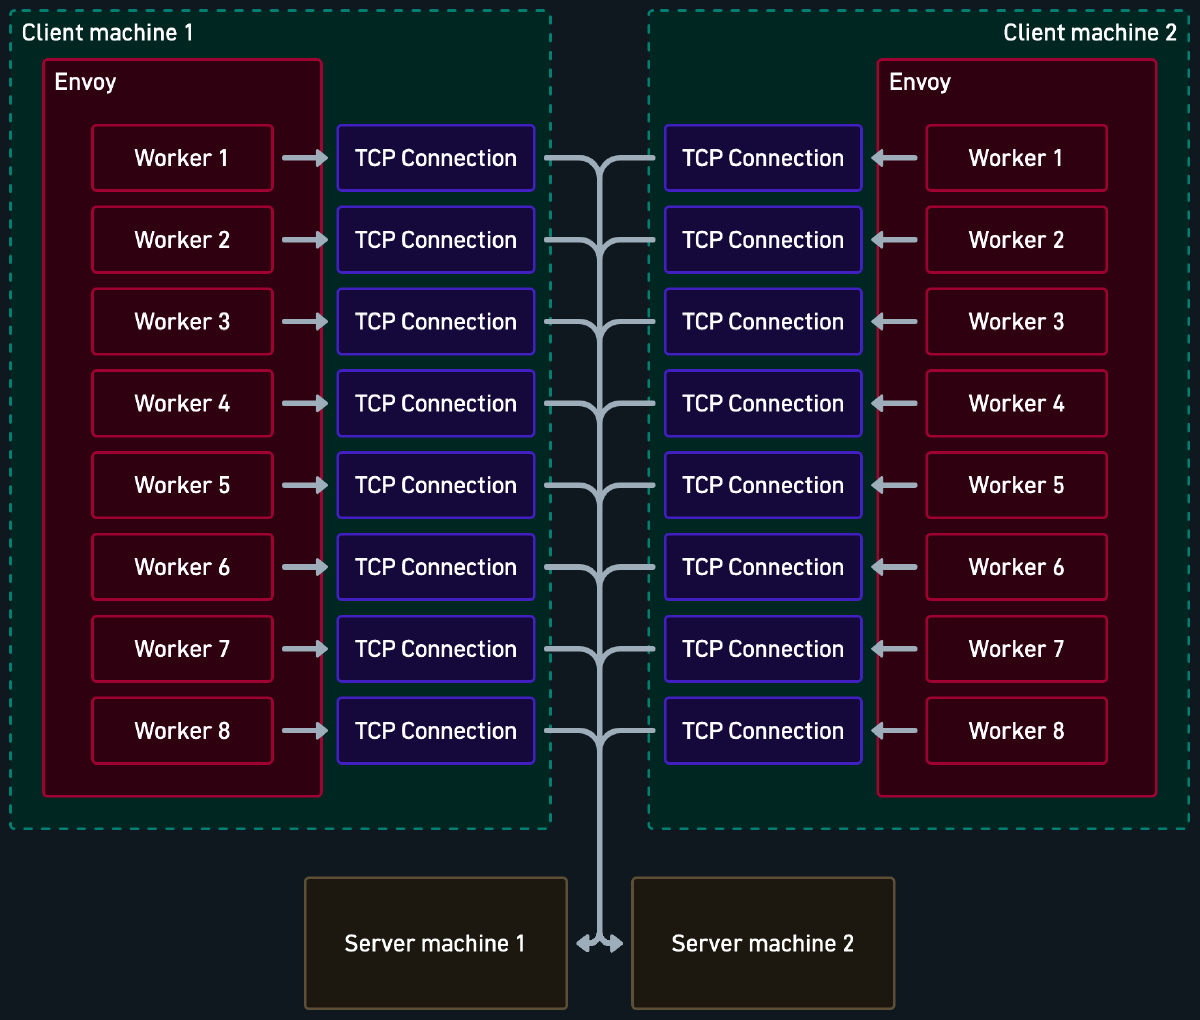 Client machine 1
Envoy
Worker 1
TCP Connection
Worker 2
TCP Connection
Worker 3
TCP Connection
Worker 4
TCP Connection
Worker 5
TCP Connection
Worker 6
TCP Connection
Worker 7
TCP Connection
Worker 8
TCP Connection
Client machine 2
Envoy
TCP Connection
Worker 1
TCP Connection
Worker 2
TCP Connection
Worker 3
TCP Connection
Worker 4
TCP Connection
Worker 5
TCP Connection
Worker 6
TCP Connection
Worker 7
TCP Connection
Worker 8
Server machine 1
Server machine 2